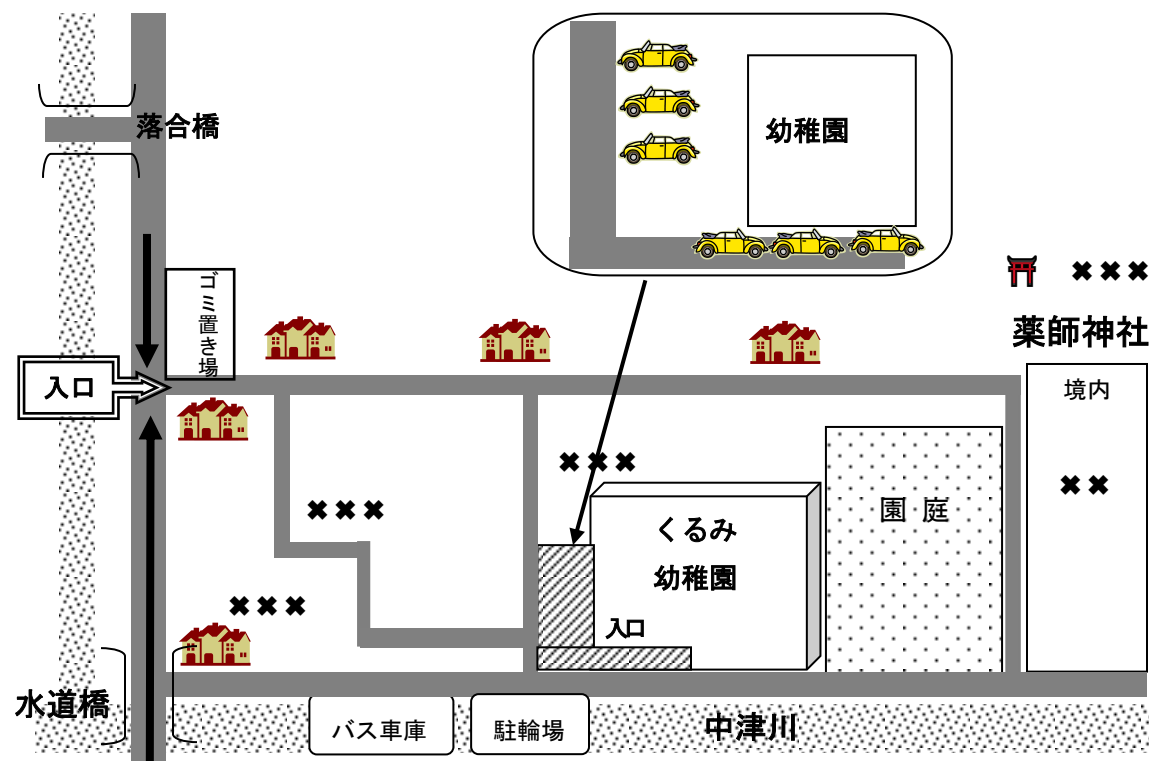 落合橋
幼稚園
ゴミ置き場
薬師神社
入口
境内
園庭
くるみ
幼稚園
入口
水道橋
バス車庫
駐輪場
中津川